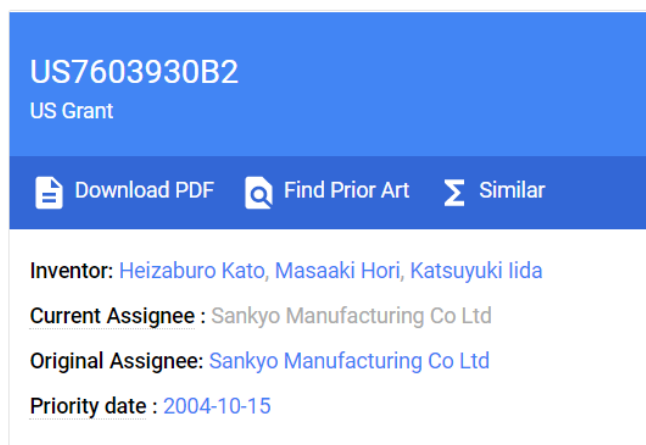 US7603930B2
US Grant
Download PDF Find Prior Art Similar
Inventor: Heizaburo Kato, Masaaki Hori, Katsuyuki Iida
Current Assignee : Sankyo Manufacturing Co Ltd
Original Assignee: Sankyo Manufacturing Co Ltd
Priority date : 2004-10-15